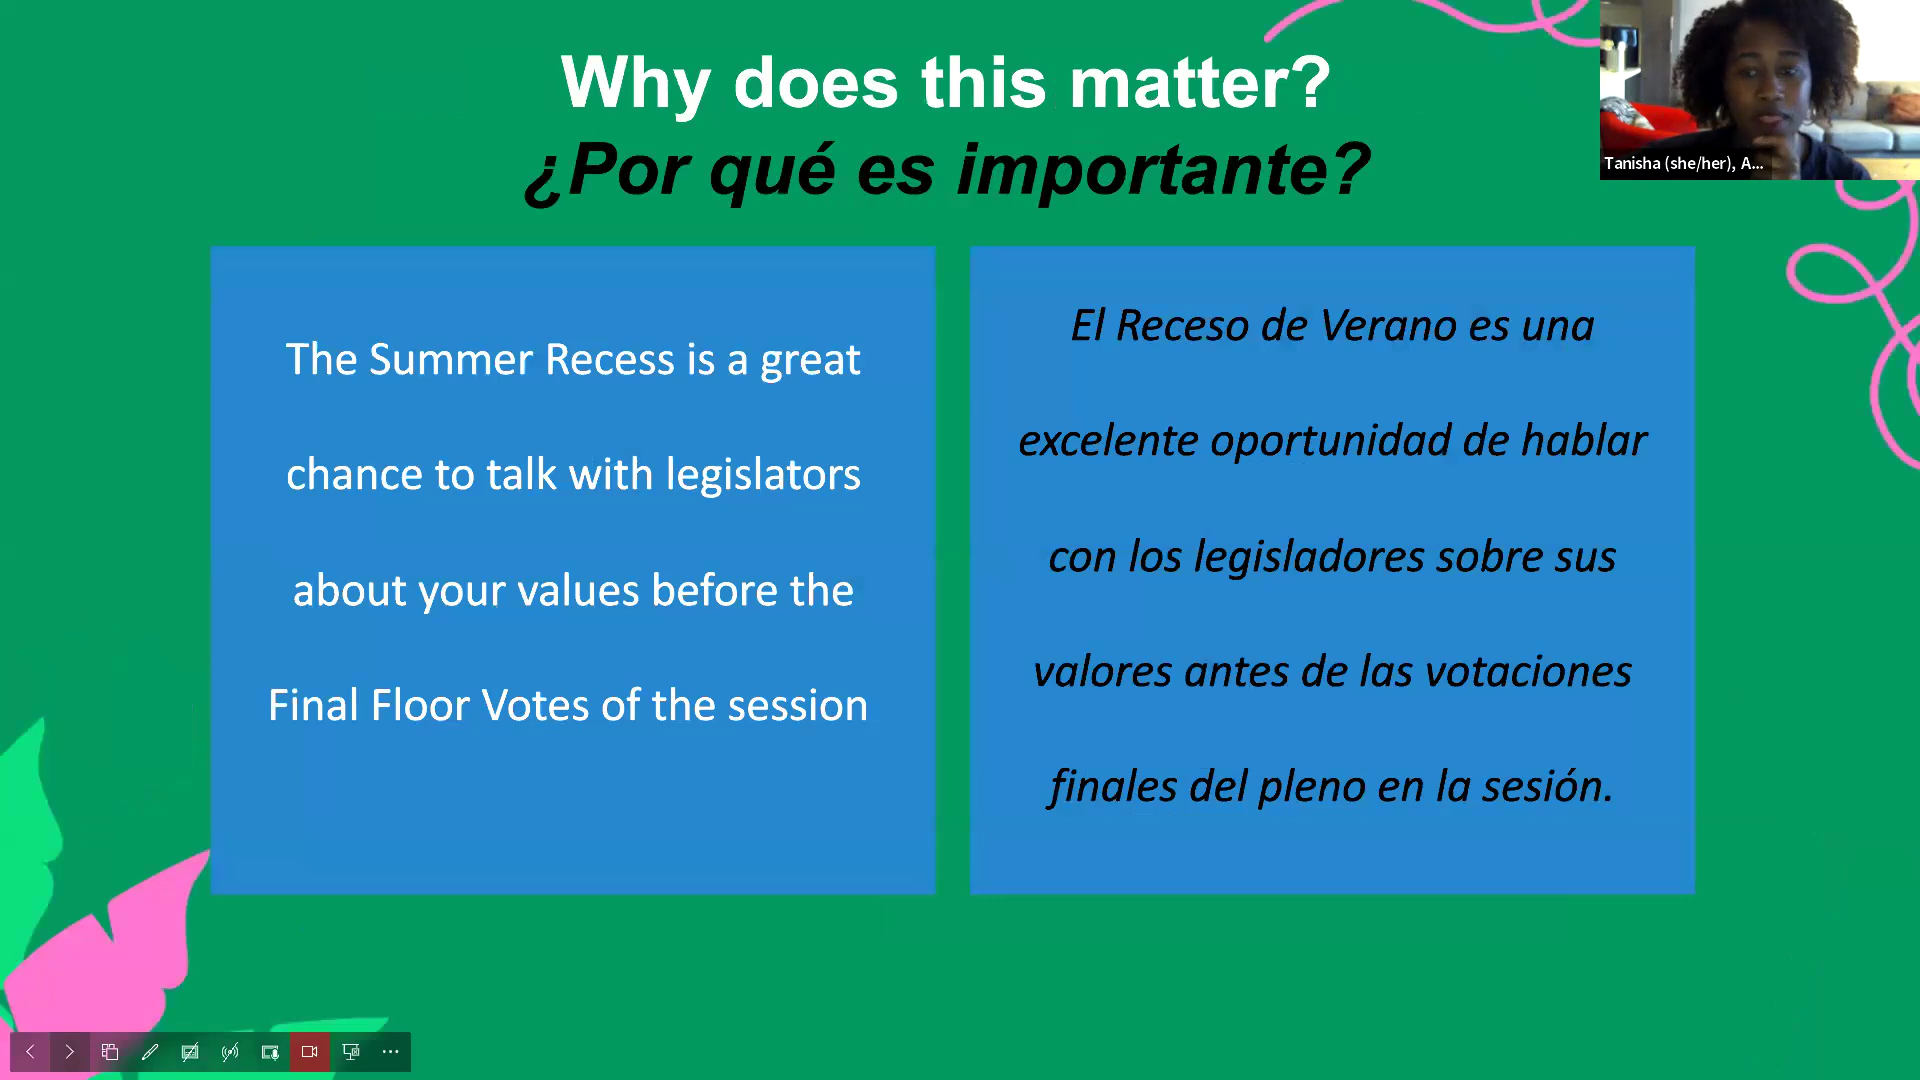 Why does this matter?
¿Por qué es importante?
Tanisha (she/her), A...
The Summer Recess is a great
chance to talk with legislators
about your values before the
Final Floor Votes of the session
El Receso de Verano es una
excelente oportunidad de hablar
con los legisladores sobre sus
valores antes de las votaciones
finales del pleno en la sesión.